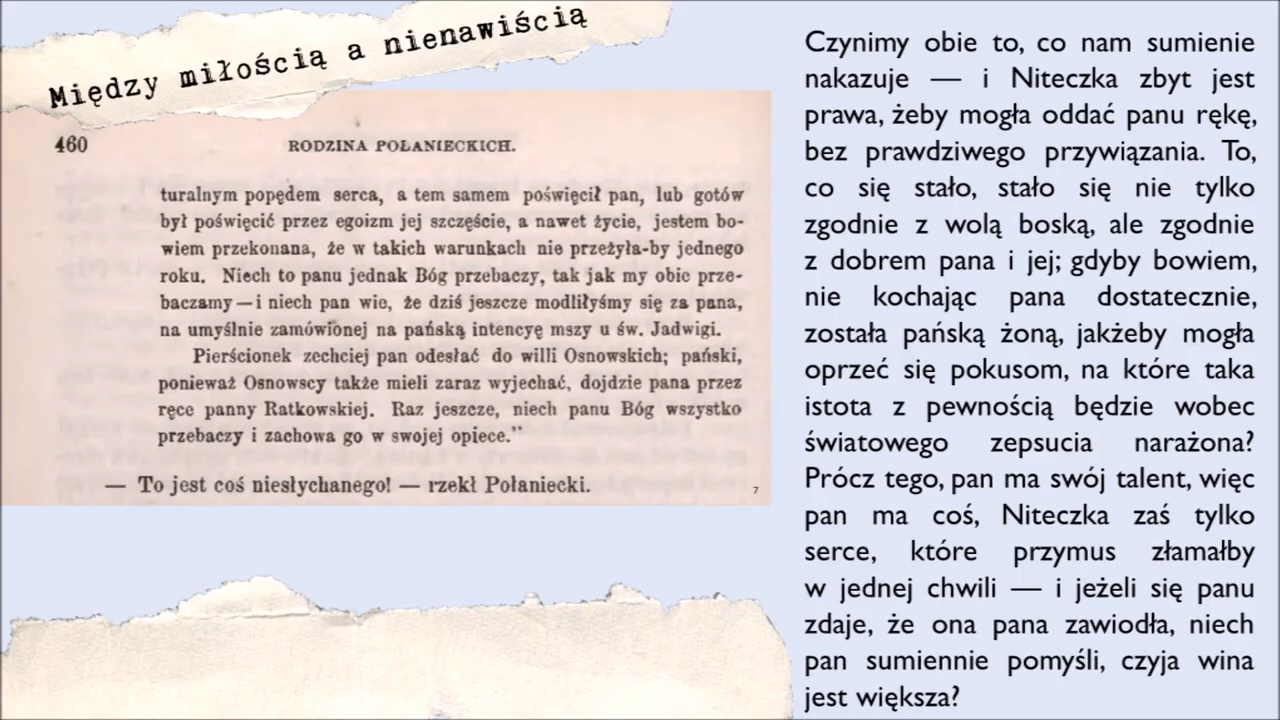 Między miłością a nienawiścią
460
RODZINA POŁANIECKICH.
turalnym popędem serca, a tem samem poświęcił pan, lub gotów
był poświęcić przez egoizm jej szczęście, a nawet życie, jestem bo-
wiem przekonana, że w takich warunkach nie przeżyła-by jednego
roku. Niech to panu jednak Bóg przebaczy, tak jak my obie prze-
baczamy — i niech pan wie, że dziś jeszcze modliłyśmy się za pana,
na umyślnie zamówionej na pańską intencyę mszy u św. Jadwigi.
Pierścionek zechciej pan odesłać do willi Osnowskich; pański,
ponieważ Osnowscy także mieli zaraz wyjechać, dojdzie pana przez
ręce panny Ratkowskiej. Raz jeszcze, niech panu Bóg wszystko
przebaczy i zachowa go w swojej opiece."
— To jest coś niesłychanego! — rzekł Połaniecki.
7
Czynimy obie to, co nam sumienie
nakazuje — i Niteczka zbyt jest
prawa, żeby mogła oddać panu rękę,
bez prawdziwego przywiązania. To,
co się stało, stało się nie tylko
zgodnie z wolą boską, ale zgodnie
z dobrem pana i jej; gdyby bowiem,
nie kochając pana dostatecznie,
została pańską żoną, jakżeby mogła
oprzeć się pokusom, na które taka
istota z pewnością będzie wobec
światowego zepsucia narażona?
Prócz tego, pan ma swój talent, więc
pan ma coś, Niteczka zaś tylko
serce, które przymus złamałby
w jednej chwili — i jeżeli się panu
zdaje, że ona pana zawiodła, niech
pan sumiennie pomyśli, czyja wina
jest większa?